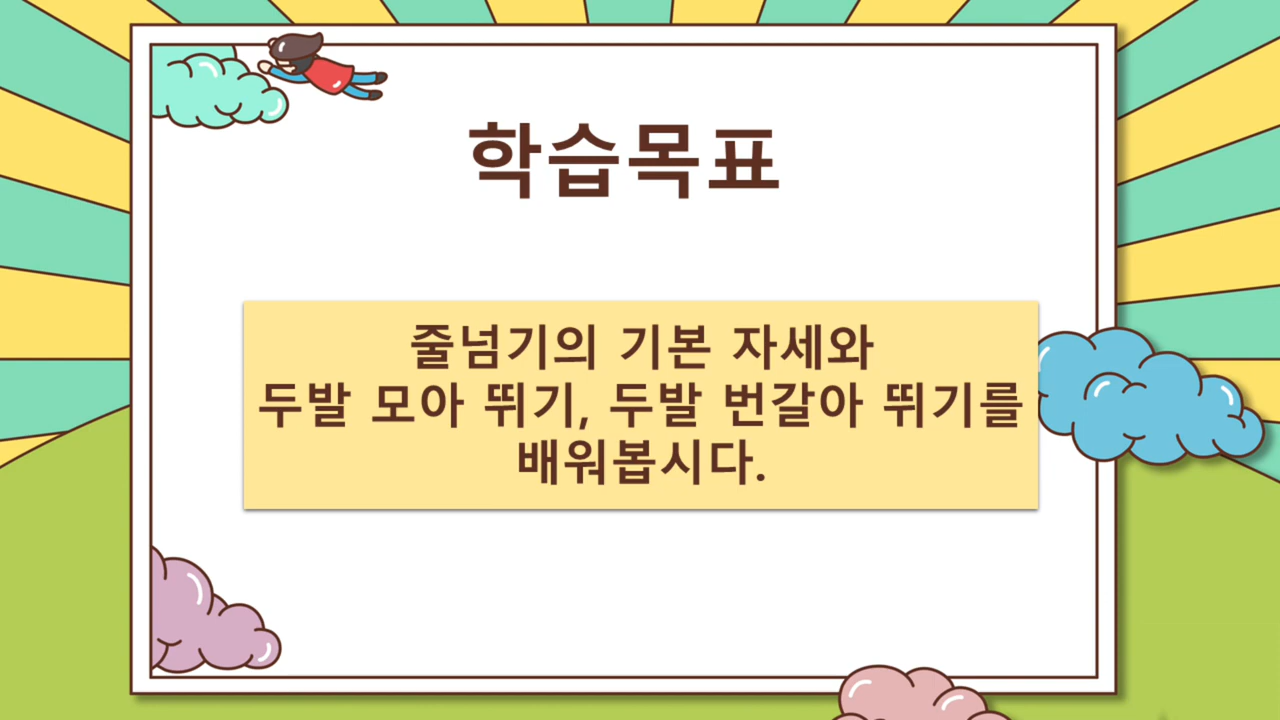 학습목표
줄넘기의 기본 자세와
두발 모아 뛰기, 두발 번갈아 뛰기를
배워봅시다.